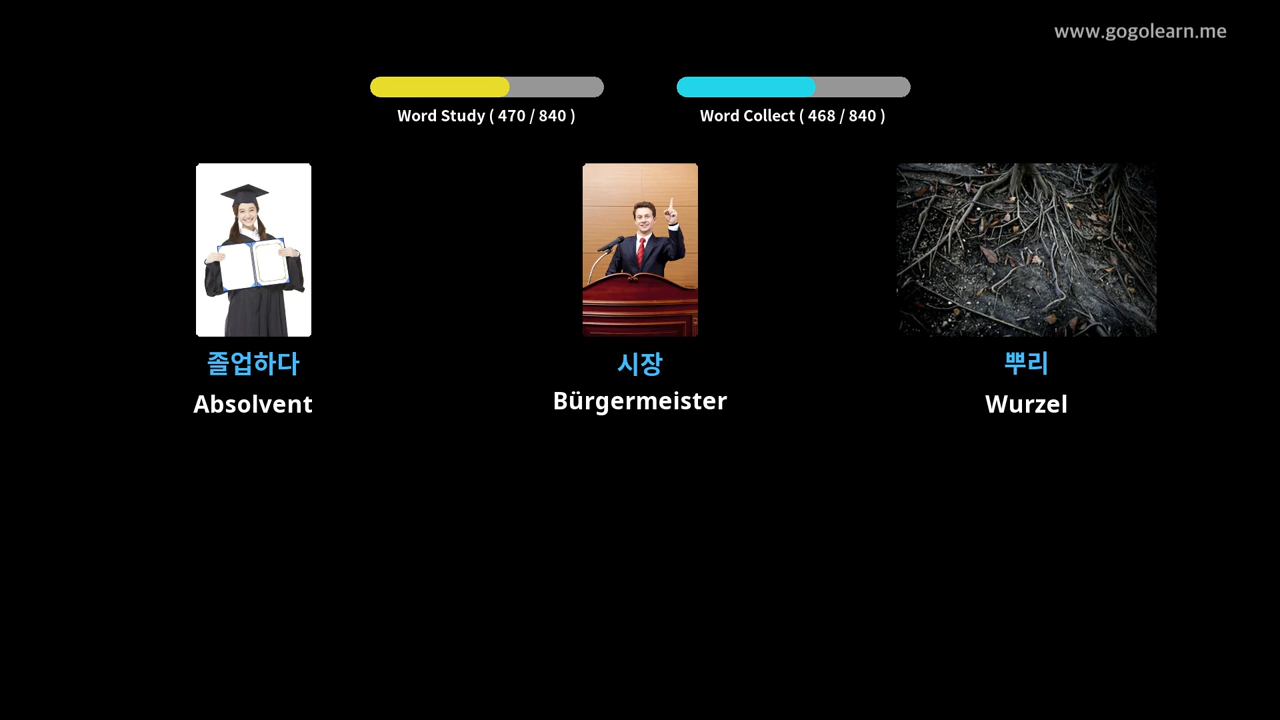 www.gogolearn.me
Word Study ( 470 / 840 )
Word Collect ( 468 / 840 )
졸업하다
Absolvent
시장
Bürgermeister
뿌리
Wurzel